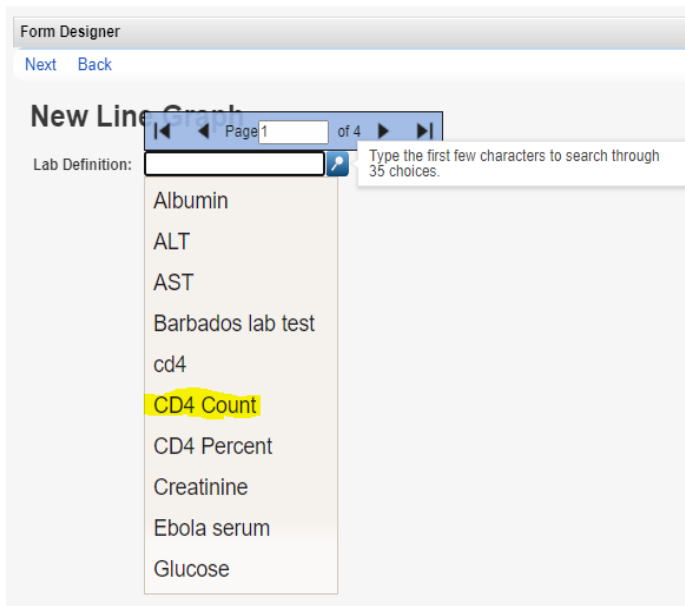 Form Designer
Next Back
New Line Graph
Page 1 of 4
Lab Definition:
Type the first few characters to search through
35 choices.
Albumin
ALT
AST
Barbados lab test
cd4
CD4 Count
CD4 Percent
Creatinine
Ebola serum
Glucose